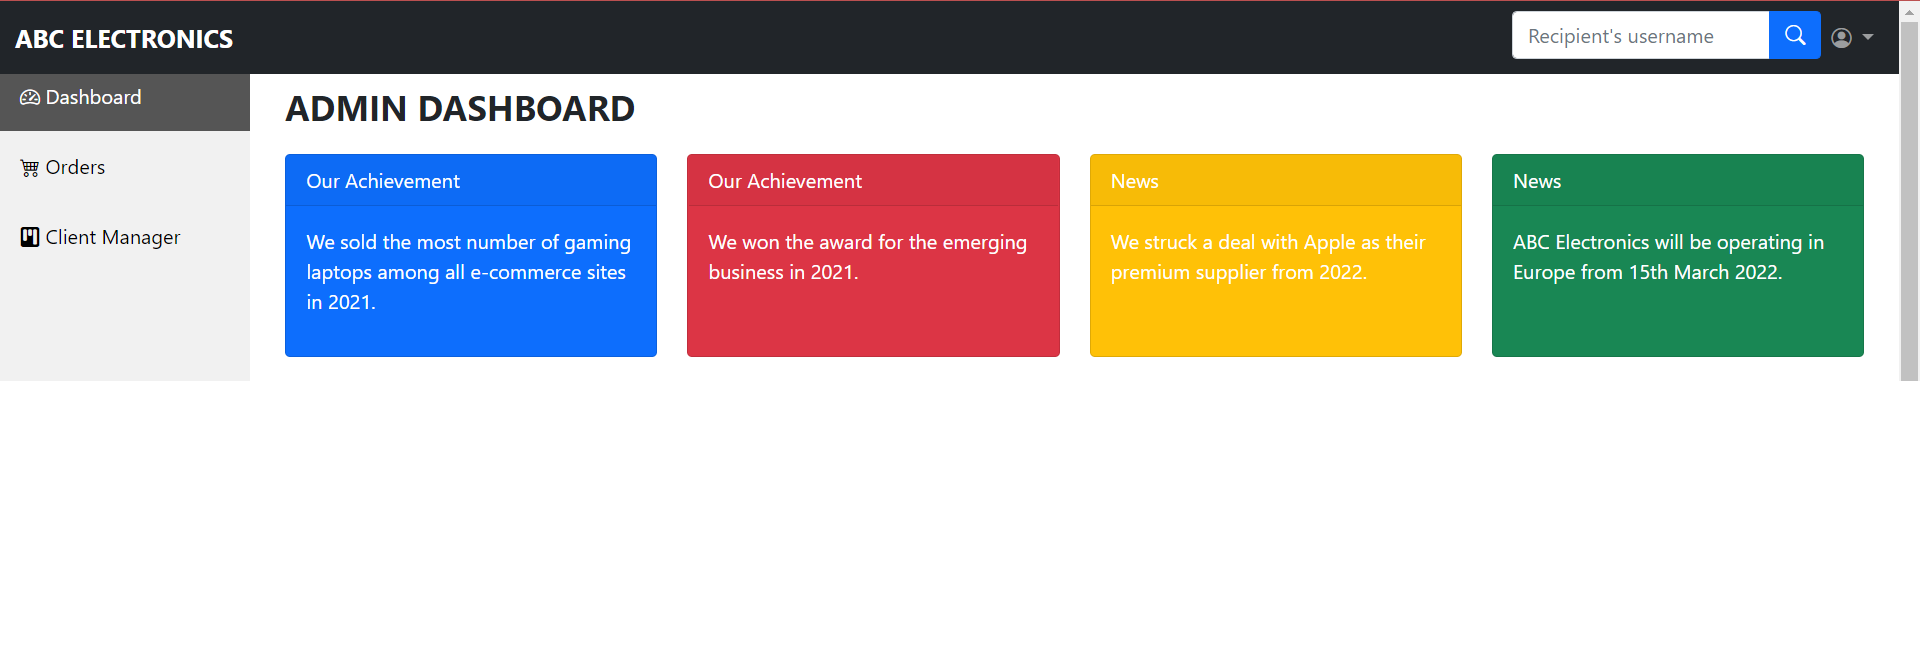 ABC ELECTRONICS
Recipient's username
Dashboard
Orders
Client Manager
ADMIN DASHBOARD
Our Achievement
We sold the most number of gaming
laptops among all e-commerce sites
in 2021.
Our Achievement
We won the award for the emerging
business in 2021.
News
We struck a deal with Apple as their
premium supplier from 2022.
News
ABC Electronics will be operating in
Europe from 15th March 2022.